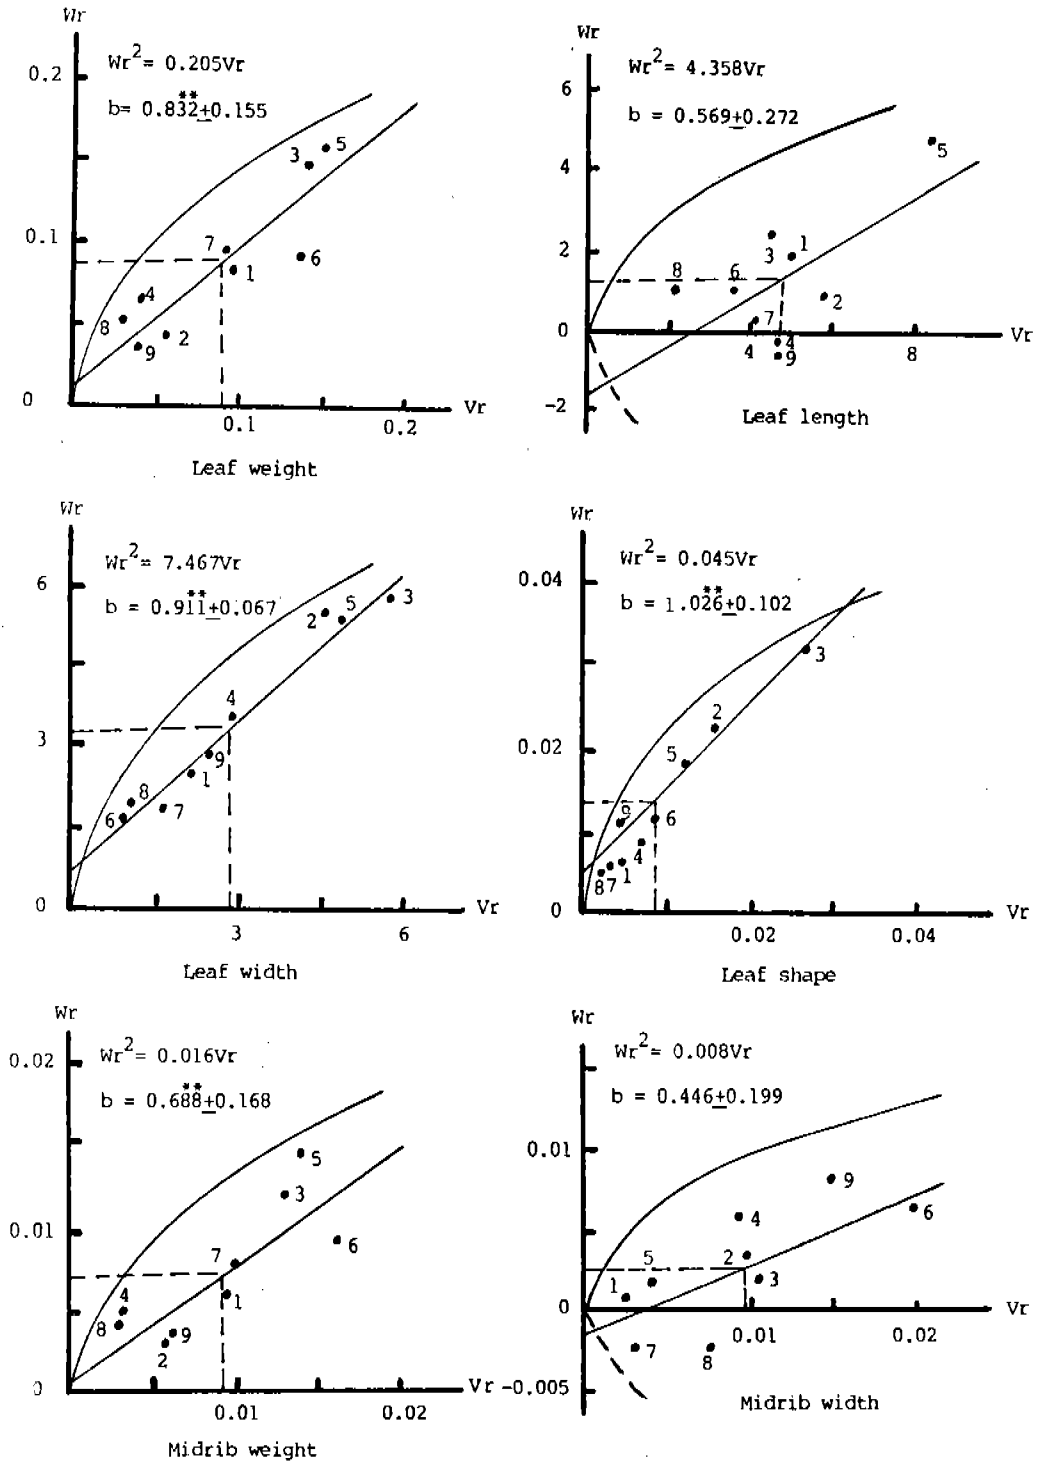 Wr
0.2
Wr2= 0.205Vr
b= 0.832**±0.155
3 5
0.1
7
1
6
4
8
2
9
0
0.1
0.2
Vr
Leaf weight
Wr
6
Wr2= 4.358Vr
b = 0.569±0.272
4
5
2
3
1
8
6
2
7
0
4
4
9
8
Vr
-2
Leaf length
Wr
Wr2= 7.467Vr
6
b = 0.911**±0.067
2
5
3
4
3
9
1
8
6
7
0
3
6
Vr
Leaf width
Wr
Wr2= 0.045Vr
0.04
b = 1.026**±0.102
3
2
0.02
5
9
6
4
8 7 1
0
0.02
0.04
Vr
Leaf shape
Wr
0.02
Wr2= 0.016Vr
b = 0.688**±0.168
5
3
0.01
7
6
4
1
8
9
2
0
0.01
0.02
Vr
Midrib weight
Wr
Wr2= 0.008Vr
b = 0.446±0.199
0.01
9
4
6
2
5
3
1
0
7
8
0.01
0.02
Vr
-0.005
Midrib width